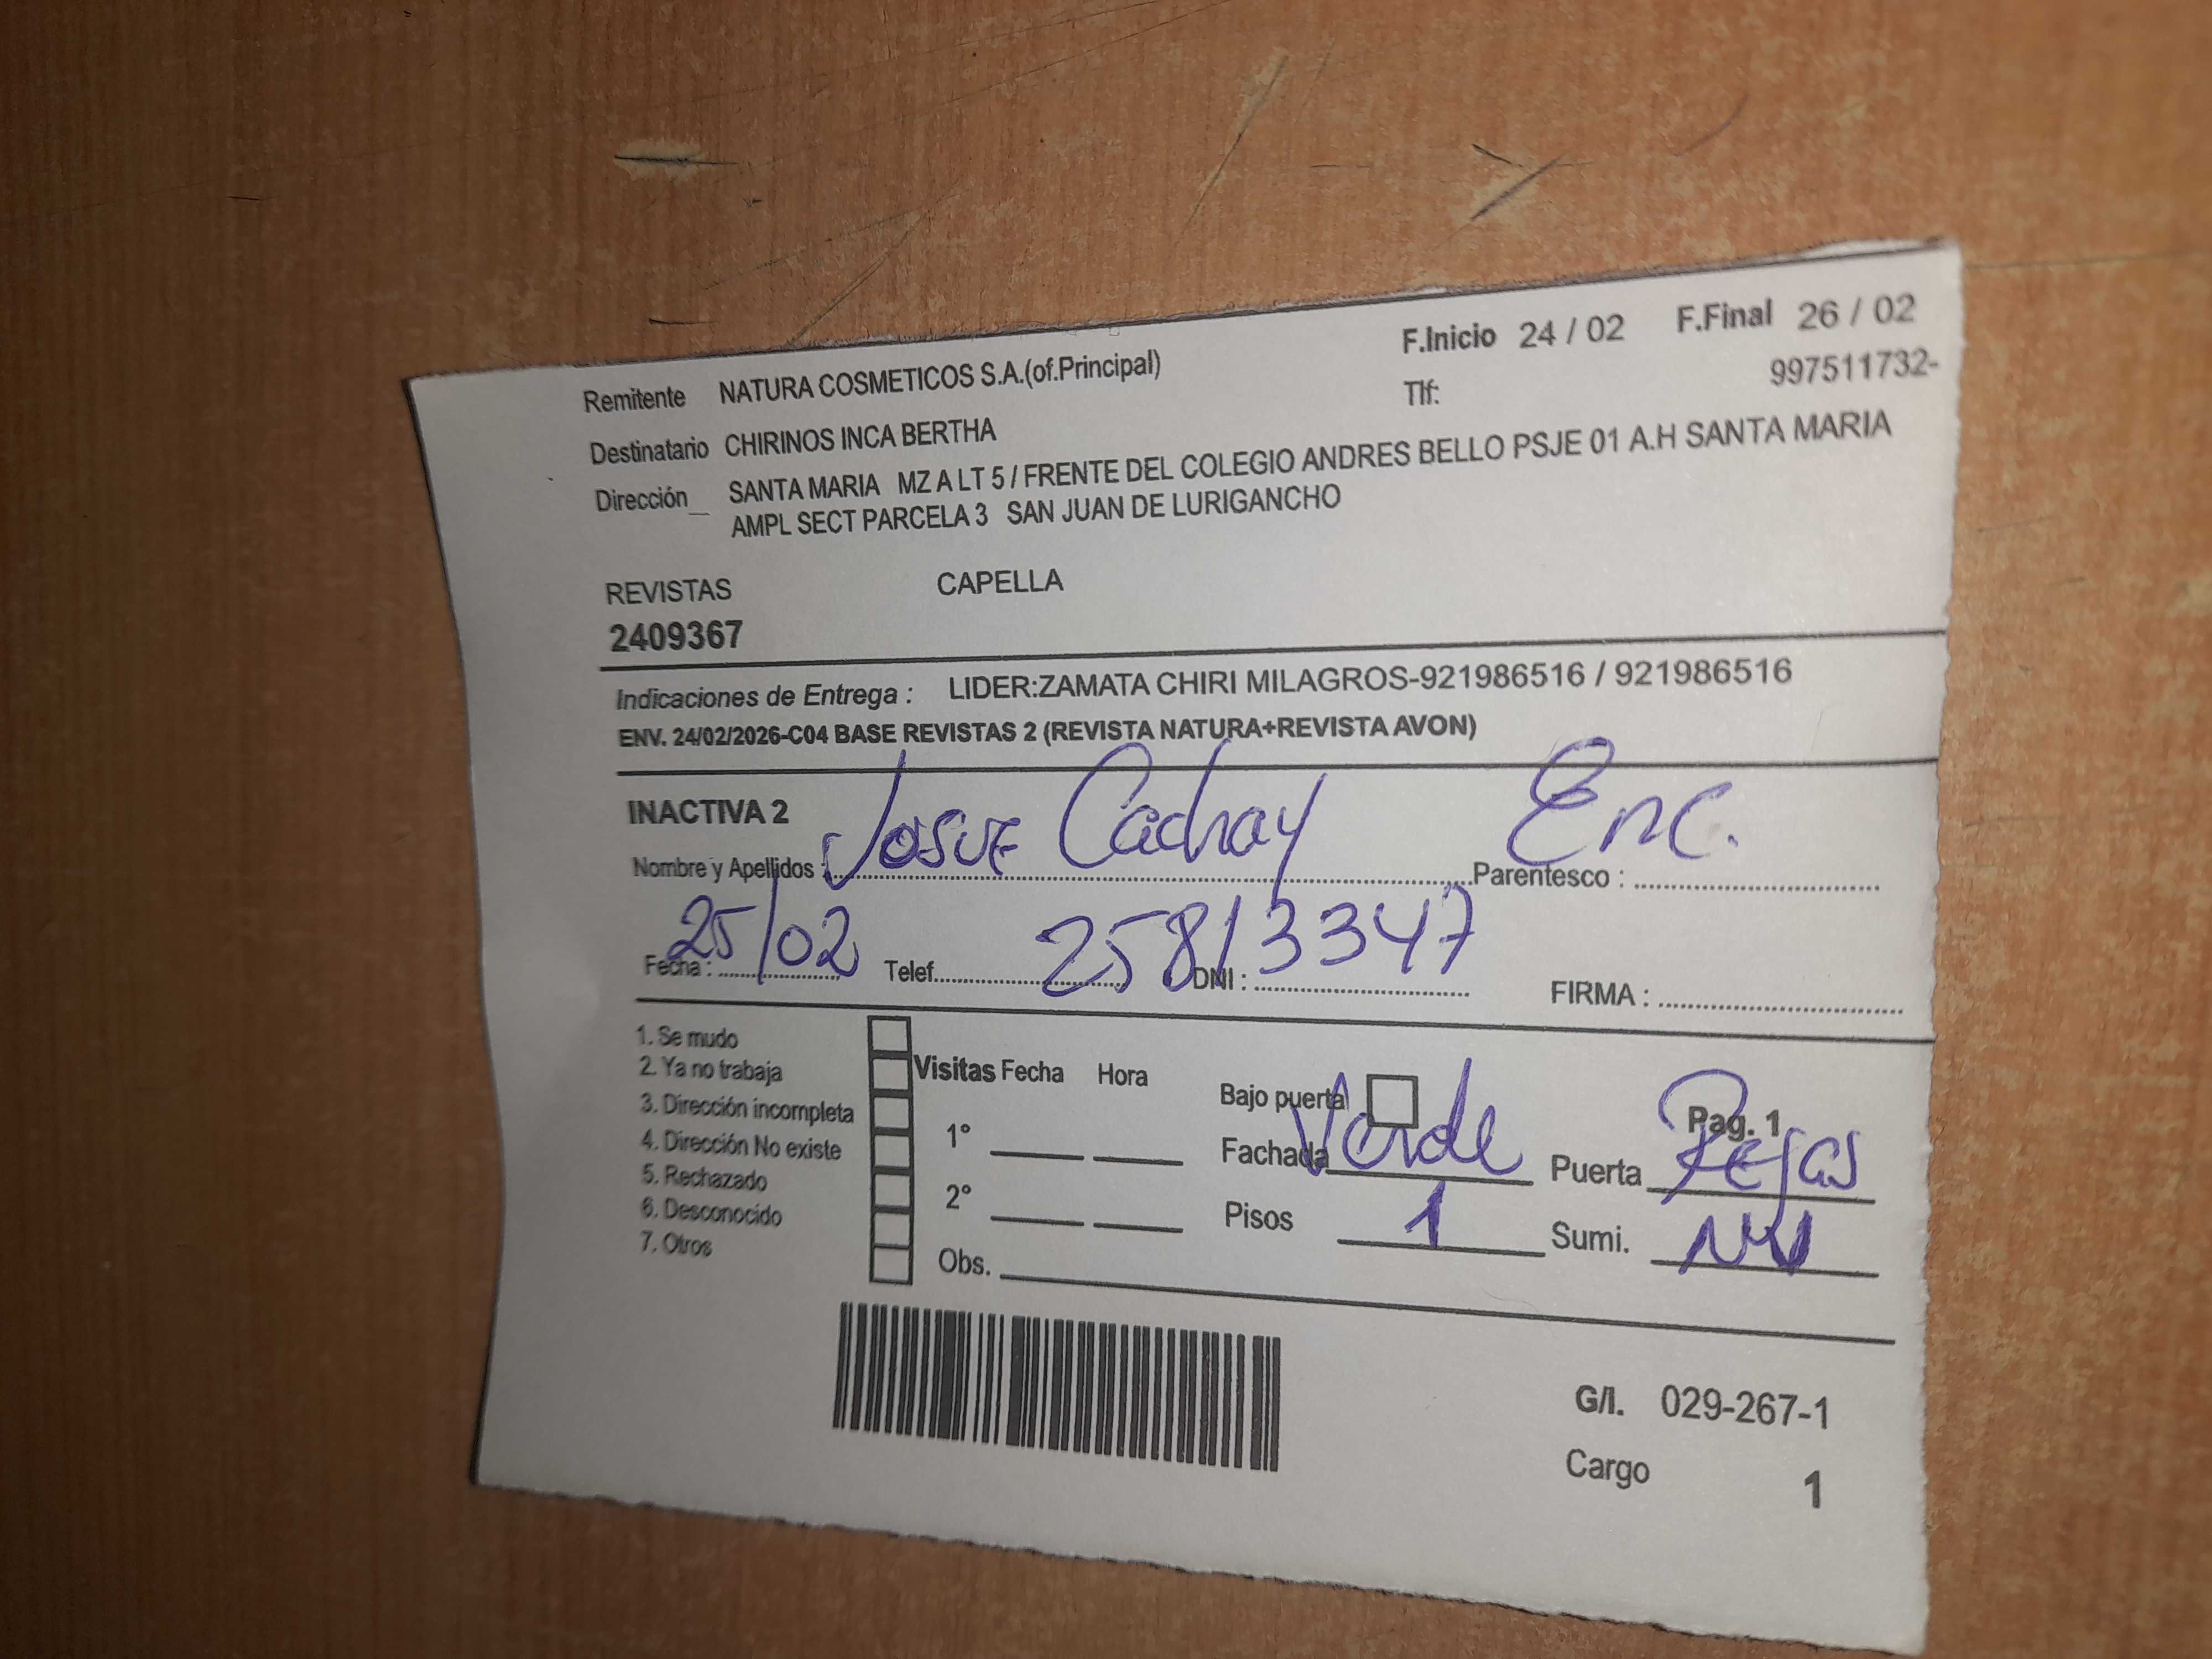 F.Inicio 24 / 02 F.Final 26 / 02
Remitente NATURA COSMETICOS S.A.(of.Principal) Tlf: 997511732-
Destinatario CHIRINOS INCA BERTHA
Dirección_ SANTA MARIA MZ A LT 5 / FRENTE DEL COLEGIO ANDRES BELLO PSJE 01 A.H SANTA MARIA
AMPL SECT PARCELA 3 SAN JUAN DE LURIGANCHO
REVISTAS CAPELLA
2409367
Indicaciones de Entrega : LIDER:ZAMATA CHIRI MILAGROS-921986516 / 921986516
ENV. 24/02/2026-C04 BASE REVISTAS 2 (REVISTA NATURA+REVISTA AVON)
INACTIVA 2
Nombre y Apellidos : Josue Cachay Parentesco : Enc.
Fecha : 25/02 Telef. DNI : 25813347 FIRMA :
1. Se mudo
2. Ya no trabaja
3. Dirección incompleta
4. Dirección No existe
5. Rechazado
6. Desconocido
7. Otros
Visitas Fecha Hora
1°
2°
Obs.
Bajo puerta Pag. 1
Fachada Verde Puerta Rejas
Pisos 1 Sumi.
G/I. 029-267-1
Cargo 1